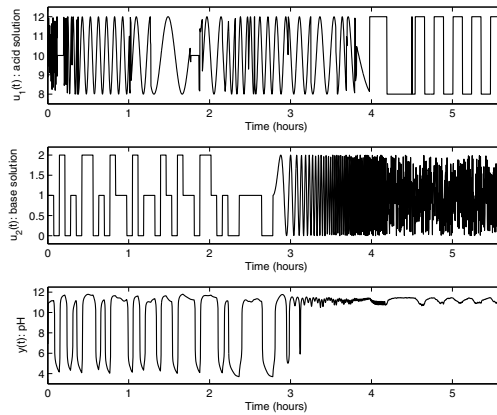 12
11
10
9
8
u1(t) : acid solution
0 1 2 3 4 5
Time (hours)
2
1.5
1
0.5
0
u2(t): base solution
0 1 2 3 4 5
Time (hours)
12
10
8
6
4
y(t): pH
0 1 2 3 4 5
Time (hours)